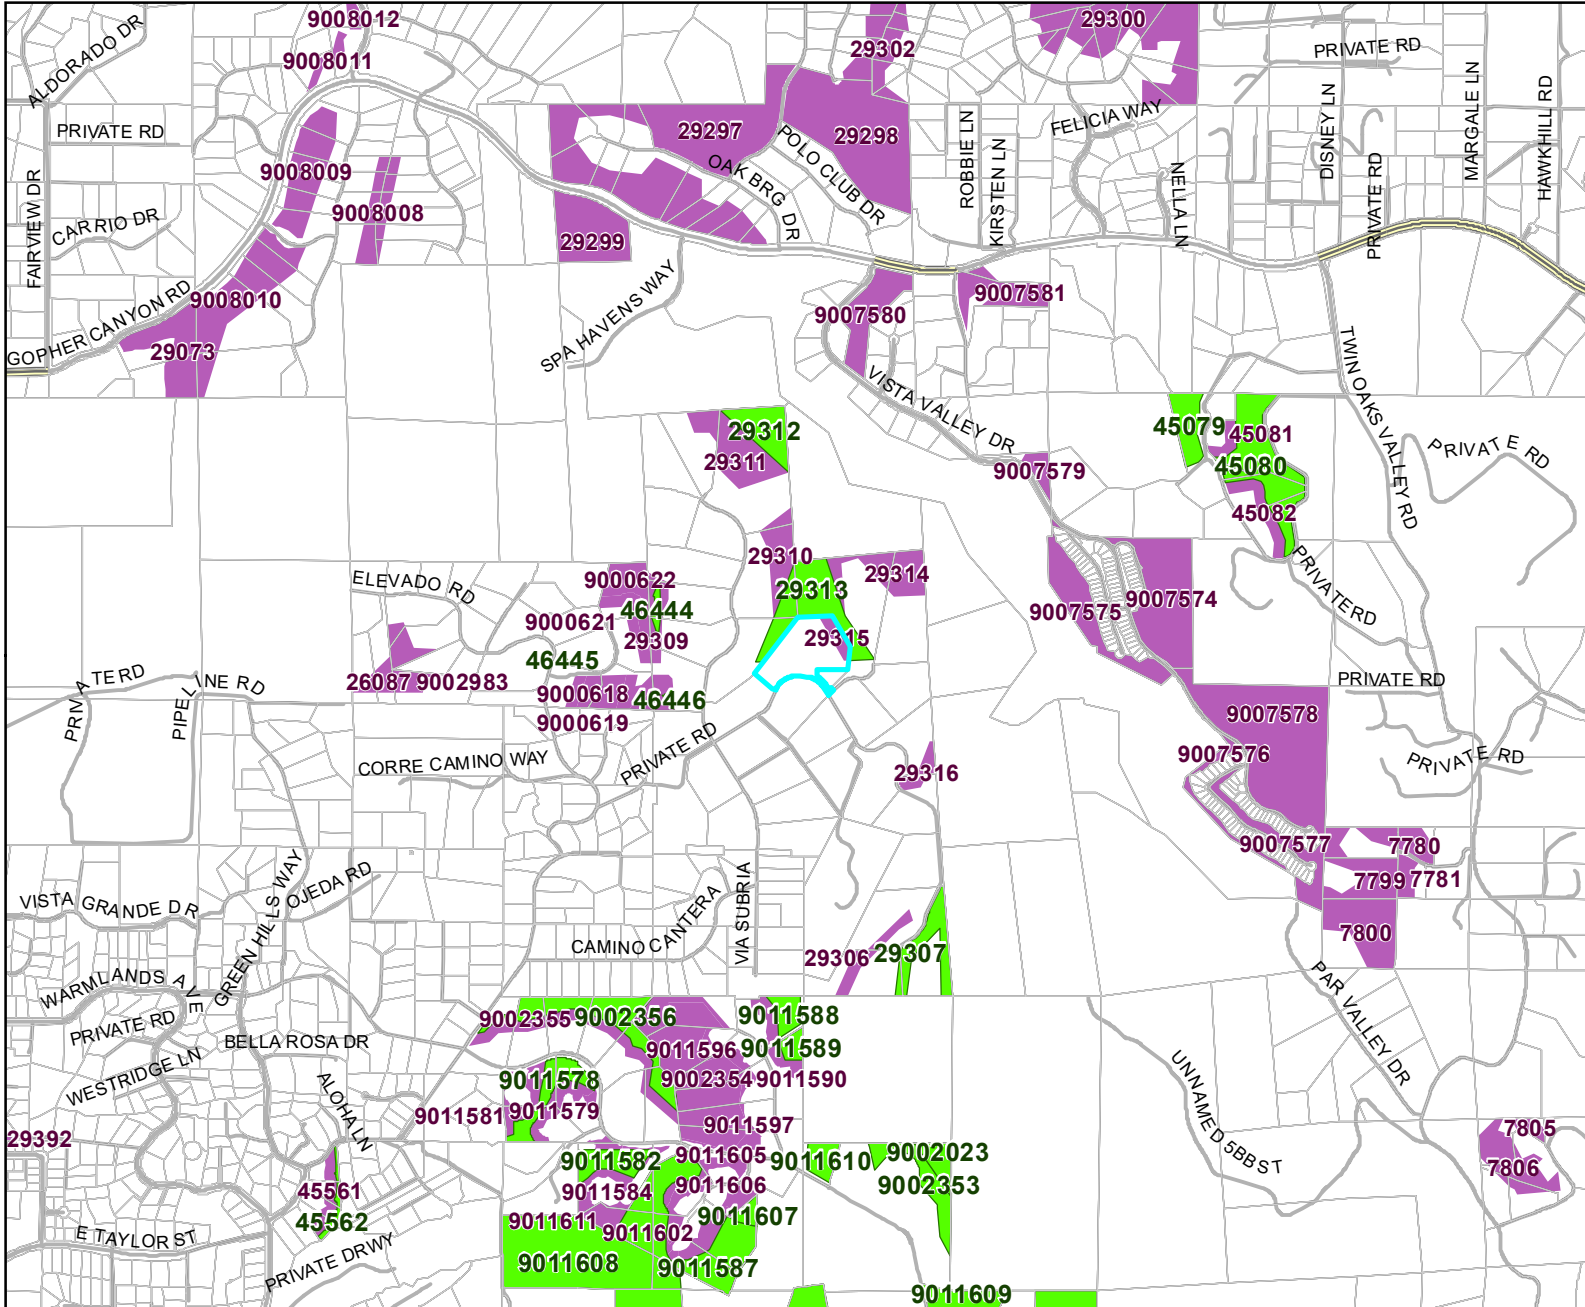 9008012
29300
ALDORADO DR
29302
PRIVATE RD
9008011
MARGALE LN
HAWKHILL RD
DISNEY LN
PRIVATE RD
29297
29298
FELICIA WAY
ROBBIE LN
KIRSTEN LN
POLO CLUB DR
OAK BRG DR
9008009
NELLA LN
PRIVATE RD
FAIRVIEW DR
CARRIO DR
9008008
29299
SPA HAVENS WAY
9008010
9007581
9007580
GOPHER CANYON RD
29073
VISTA VALLEY DR
TWIN OAKS VALLEY RD
29312
29311
45079
45081
45080
PRIVATE RD
9007579
45082
29310
29314
29313
PRIVATE RD
ELEVADO RD
9000622
46444
9000621
29309
9007575
9007574
29315
46445
PRIVATE RD
PIPELINE RD
26087
9002983
9000618
46446
9000619
PRIVATE RD
9007578
9007576
PRIVATE RD
CORRE CAMINO WAY
PRIVATE RD
29316
9007577
7780
7799
7781
7800
VISTA GRANDE DR
GREEN HILLS WAY
OJEDA RD
VIA SUBRIA
CAMINO CANTERA
29306
29307
WARMLANDS AVE
PRIVATE RD
BELLA ROSA DR
WESTRIDGE LN
ALOHA LN
9002355
9002356
9011588
9011596
9011589
9011578
9002354
9011590
9011581
9011579
9011597
PAR VALLEY DR
UNNAMED 5BB ST
29392
7805
7806
9011582
9011605
9011610
9002023
9011584
9011606
9002353
45561
45562
9011611
9011602
9011607
E TAYLOR ST
PRIVATE DRWY
9011608
9011587
9011609